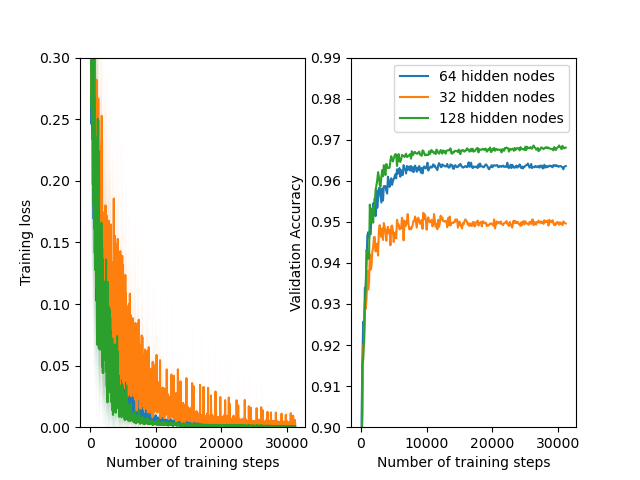 0.30
0.25
0.20
0.15
0.10
0.05
0.00
Training loss
0 10000 20000 30000
Number of training steps
0.99
0.98
0.97
0.96
0.95
0.94
0.93
0.92
0.91
0.90
Validation Accuracy
0 10000 20000 30000
Number of training steps
64 hidden nodes
32 hidden nodes
128 hidden nodes